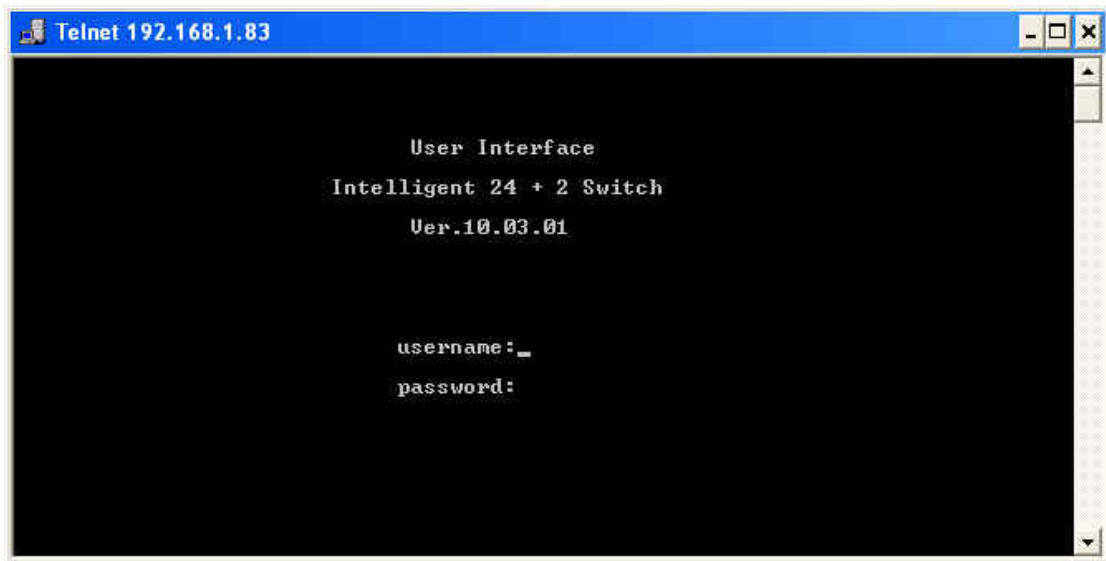 Telnet 192.168.1.83
User Interface
Intelligent 24 + 2 Switch
Ver.10.03.01
username:_
password: